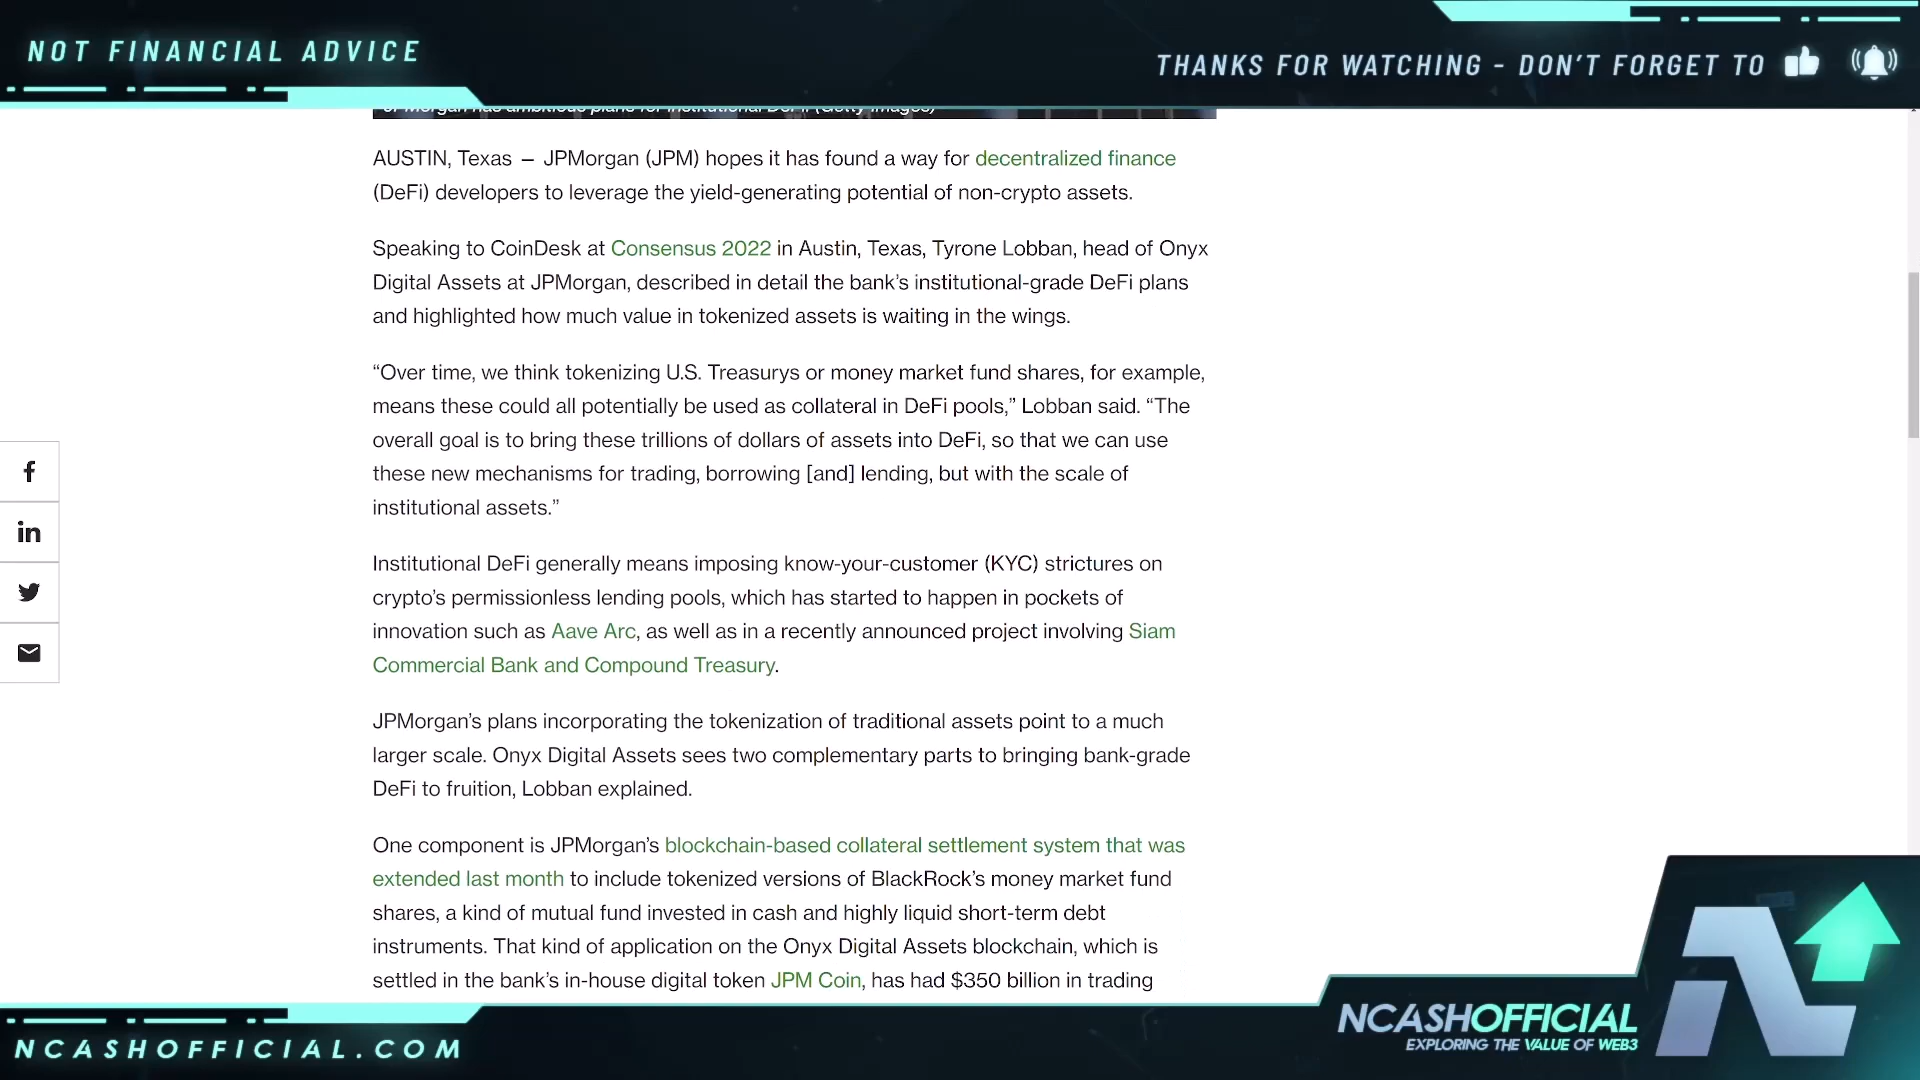 NOT FINANCIAL ADVICE
THANKS FOR WATCHING - DON'T FORGET TO
JPMorgan has ambitious plans for institutional DeFi (Getty Images)
AUSTIN, Texas — JPMorgan (JPM) hopes it has found a way for decentralized finance
(DeFi) developers to leverage the yield-generating potential of non-crypto assets.
Speaking to CoinDesk at Consensus 2022 in Austin, Texas, Tyrone Lobban, head of Onyx
Digital Assets at JPMorgan, described in detail the bank’s institutional-grade DeFi plans
and highlighted how much value in tokenized assets is waiting in the wings.
“Over time, we think tokenizing U.S. Treasurys or money market fund shares, for example,
means these could all potentially be used as collateral in DeFi pools,” Lobban said. “The
overall goal is to bring these trillions of dollars of assets into DeFi, so that we can use
these new mechanisms for trading, borrowing [and] lending, but with the scale of
institutional assets.”
Institutional DeFi generally means imposing know-your-customer (KYC) strictures on
crypto’s permissionless lending pools, which has started to happen in pockets of
innovation such as Aave Arc, as well as in a recently announced project involving Siam
Commercial Bank and Compound Treasury.
JPMorgan’s plans incorporating the tokenization of traditional assets point to a much
larger scale. Onyx Digital Assets sees two complementary parts to bringing bank-grade
DeFi to fruition, Lobban explained.
One component is JPMorgan’s blockchain-based collateral settlement system that was
extended last month to include tokenized versions of BlackRock’s money market fund
shares, a kind of mutual fund invested in cash and highly liquid short-term debt
instruments. That kind of application on the Onyx Digital Assets blockchain, which is
settled in the bank’s in-house digital token JPM Coin, has had $350 billion in trading
NCASHOFFICIAL
EXPLORING THE VALUE OF WEB3
NCASHOFFICIAL.COM